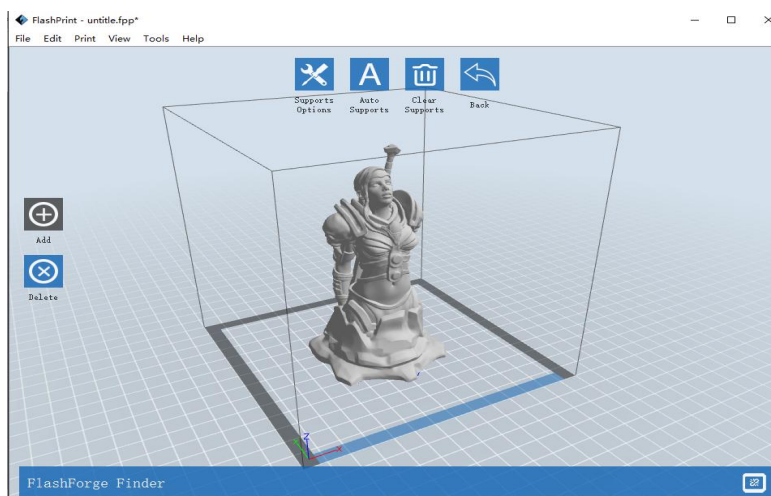 FlashPrint - untitle.fpp*
File Edit Print View Tools Help
Supports Options
Auto Supports
Clear Supports
Back
Add
Delete
Z
X
FlashForge Finder